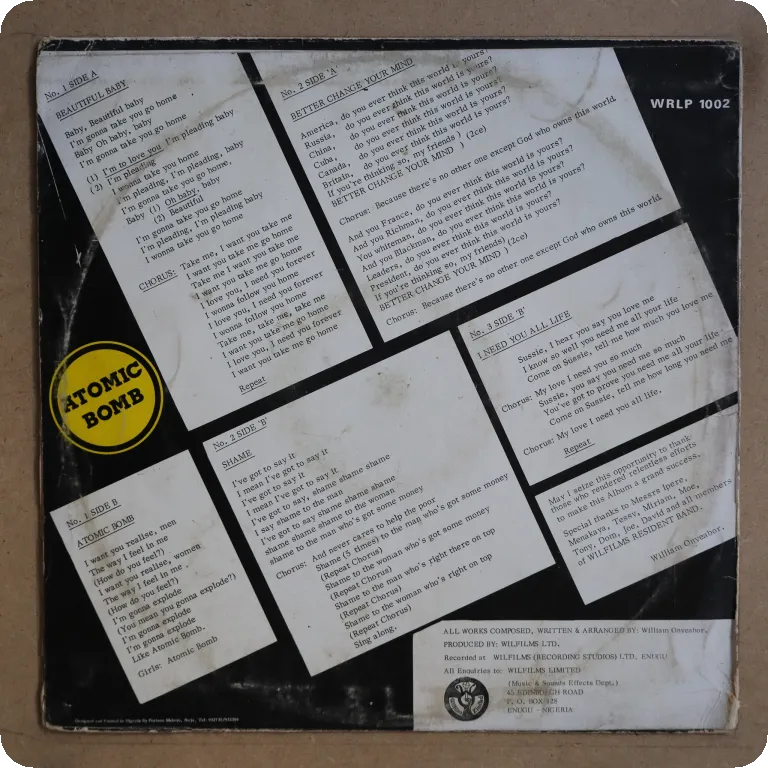 No. 1 SIDE A
BEAUTIFUL BABY
Baby, Beautiful baby
I'm gonna take you go home
Baby Oh baby, baby
I'm gonna take you go home
(1) I'm to love you I'm pleading baby
(2) I'm pleading
I wonna take you home
I'm pleading, I'm pleading, baby
I'm gonna take you go home,
Baby (1) Oh baby, baby
(2) Beautiful
I'm gonna take you go home
I'm pleading, I'm pleading baby
I wonna take you go home
CHORUS: Take me, I want you take me
I want you take me go home
Take me I want you take me
I want you take me go home
I love you, I need you forever
I wonna follow you home
I love you, I need you forever
I wonna follow you home
Take me, take me, take me
I want you take me go home
I love you, I need you forever
I want you take me go home
Repeat
No. 2 SIDE 'A'
BETTER CHANGE YOUR MIND
America, do you ever think this world is yours?
Russia, do you ever think this world is yours?
China, do you ever think this world is yours?
Cuba, do you ever think this world is yours?
Canada, do you ever think this world is yours?
Britain, do you ever think this world is yours?
If you're thinking so, my friends ) (2ce)
BETTER CHANGE YOUR MIND )
Chorus: Because there's no other one except God who owns this world.
And you France, do you ever think this world is yours?
And you Richman, do you ever think this world is yours?
You whiteman, do you ever think this world is yours?
And you Blackman, do you ever think this world is yours?
Leaders, do you ever think this world is yours?
President, do you ever think this world is yours?
If you're thinking so, my friends)
BETTER CHANGE YOUR MIND ) (2ce)
Chorus: Because there's no other one except God who owns this world.
WRLP 1002
No. 3 SIDE 'B'
I NEED YOU ALL LIFE
Sussie, I hear you say you love me
I know so well you need me all your life
Come on Sussie, tell me how much you love me
Chorus: My love I need you so much
Sussie, you say you need me so much
You've got to prove you need me all your life
Come on Sussie, tell me how long you need me
Chorus: My love I need you all life.
Repeat
ATOMIC
BOMB
No. 2 SIDE 'B'
SHAME
I've got to say it
I mean I've got to say it
I've got to say it
I mean I've got to say it
I've got to say, shame shame shame
I say shame to the man
I've got to say shame shame shame
shame shame shame to the woman
shame to the man who's got some money
Chorus: And never cares to help the poor
Shame (5 times) to the man who's got some money
(Repeat Chorus)
Shame to the woman who's got some money
(Repeat Chorus)
Shame to the man who's right there on top
(Repeat Chorus)
Shame to the woman who's right on top
(Repeat Chorus)
Sing along.
No. 1 SIDE B
ATOMIC BOMB
I want you realise, men
The way I feel in me
(How do you feel?)
I want you realise, women
The way I feel in me
(How do you feel?)
I'm gonna explode
(You mean you gonna explode?)
I'm gonna explode
I'm gonna explode
Like Atomic Bomb.
Girls: Atomic Bomb
May I seize this opportunity to thank
those who rendered relentless efforts
to make this Album a grand success.
Special thanks to Messrs Ipere,
Menakaya, Tessy, Miriam, Moe,
Tony, Dom, Joe, David and all members
of WILFILMS RESIDENT BAND.
William Onyeabor.
ALL WORKS COMPOSED, WRITTEN & ARRANGED BY: William Onyeabor.
PRODUCED BY: WILFILMS LTD.
Recorded at WILFILMS (RECORDING STUDIOS) LTD. ENUGU
All Enquiries to: WILFILMS LIMITED
(Music & Sounds Effects Dept.)
45 EDINBURGH ROAD
P. O. BOX 428
ENUGU - NIGERIA